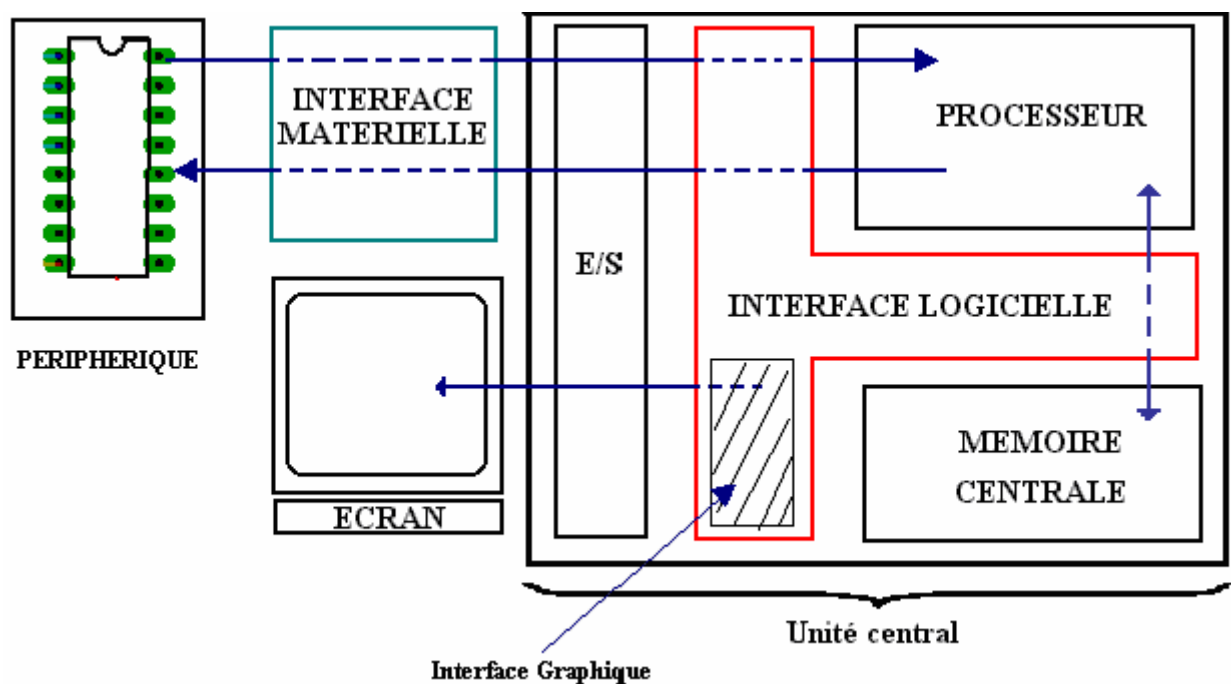 INTERFACE
MATERIELLE
PROCESSEUR
E/S
INTERFACE LOGICIELLE
PERIPHERIQUE
MEMOIRE
CENTRALE
ECRAN
Unité central
Interface Graphique